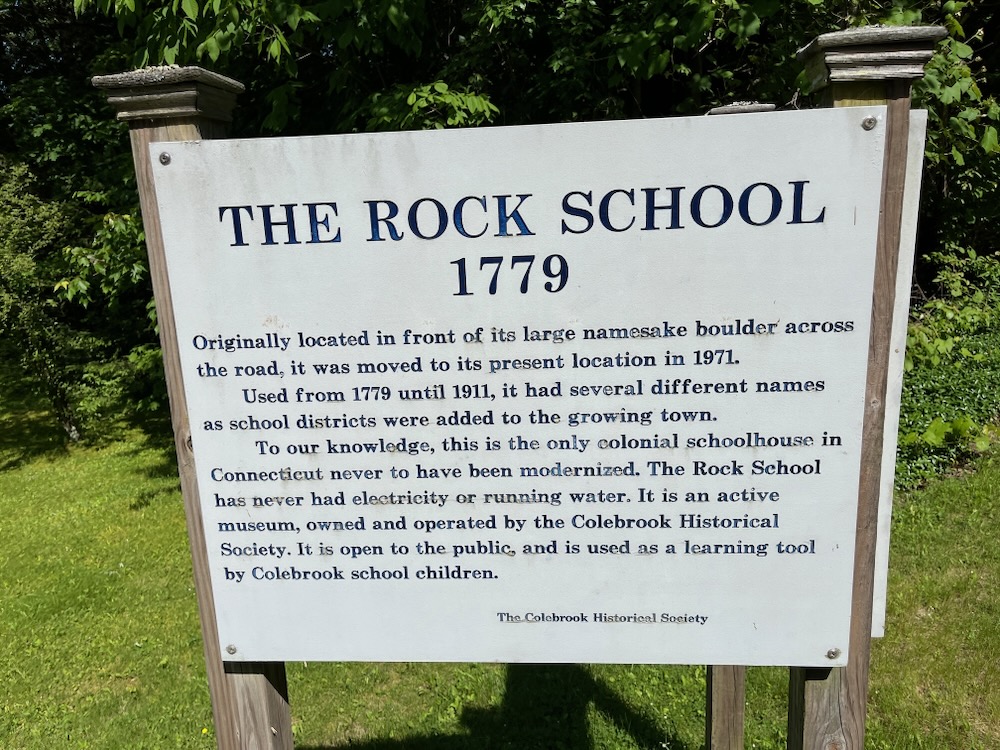 THE ROCK SCHOOL
1779
Originally located in front of its large namesake boulder across
the road, it was moved to its present location in 1971.
Used from 1779 until 1911, it had several different names
as school districts were added to the growing town.
To our knowledge, this is the only colonial schoolhouse in
Connecticut never to have been modernized. The Rock School
has never had electricity or running water. It is an active
museum, owned and operated by the Colebrook Historical
Society. It is open to the public, and is used as a learning tool
by Colebrook school children.
The Colebrook Historical Society